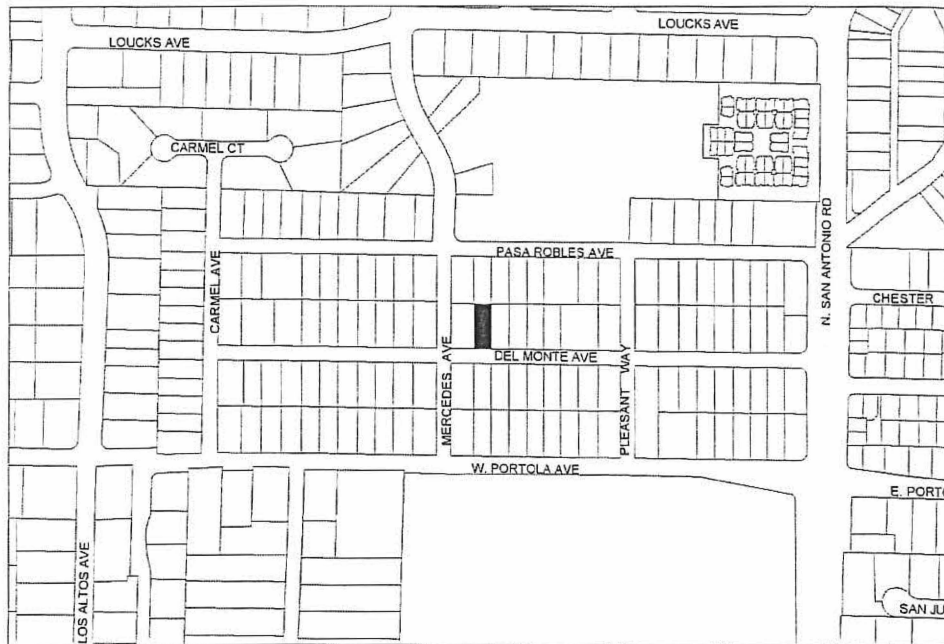 LOUCKS AVE
LOUCKS AVE
CARMEL CT
N. SAN ANTONIO RD
PASA ROBLES AVE
CARMEL AVE
CHESTER
MERCEDES AVE
DEL MONTE AVE
PLEASANT WAY
W. PORTOLA AVE
E. PORTO
LOS ALTOS AVE
SAN JU